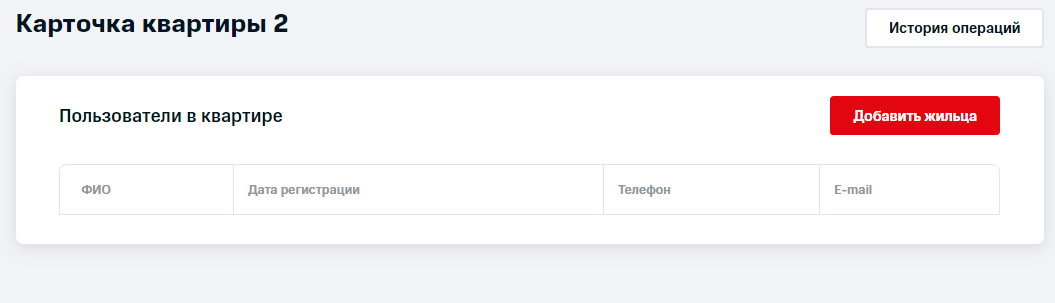 Карточка квартиры 2
История операций
Пользователи в квартире
Добавить жильца
ФИО
Дата регистрации
Телефон
E-mail